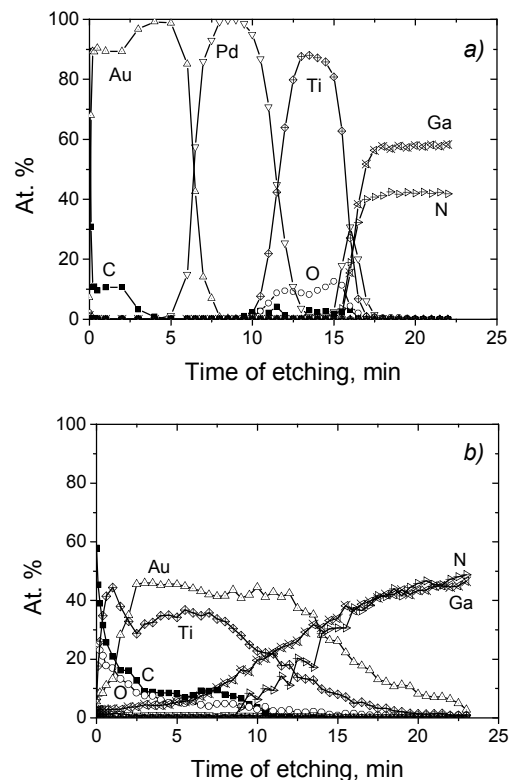 100
80
60
40
20
0
At. %
Au
Pd
Ti
a)
Ga
N
C
O
0 5 10 15 20 25
Time of etching, min
100
80
60
40
20
0
At. %
b)
Au
N
Ti
Ga
C
O
0 5 10 15 20 25
Time of etching, min